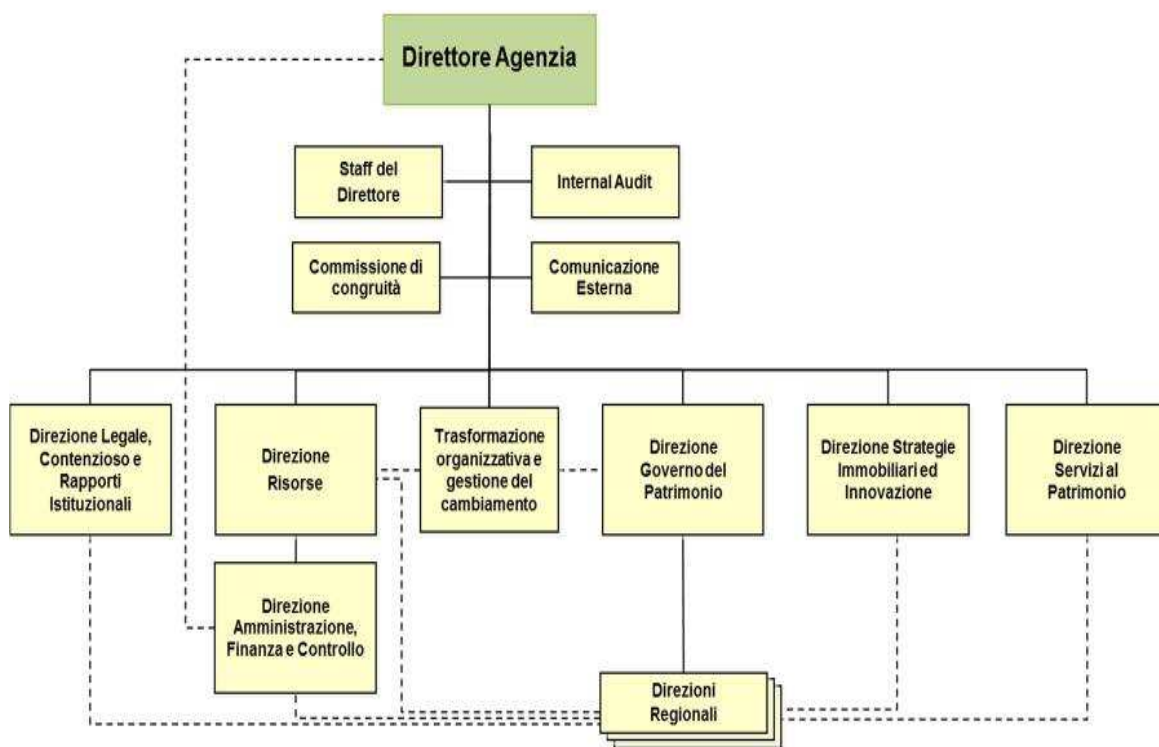 Direttore Agenzia
Staff del
Direttore
Internal Audit
Commissione di
congruità
Comunicazione
Esterna
Direzione Legale,
Contenzioso e
Rapporti
Istituzionali
Direzione
Risorse
Trasformazione
organizzativa e
gestione del
cambiamento
Direzione
Governo del
Patrimonio
Direzione Strategie
Immobiliari ed
Innovazione
Direzione
Servizi al
Patrimonio
Direzione
Amministrazione,
Finanza e Controllo
Direzioni
Regionali